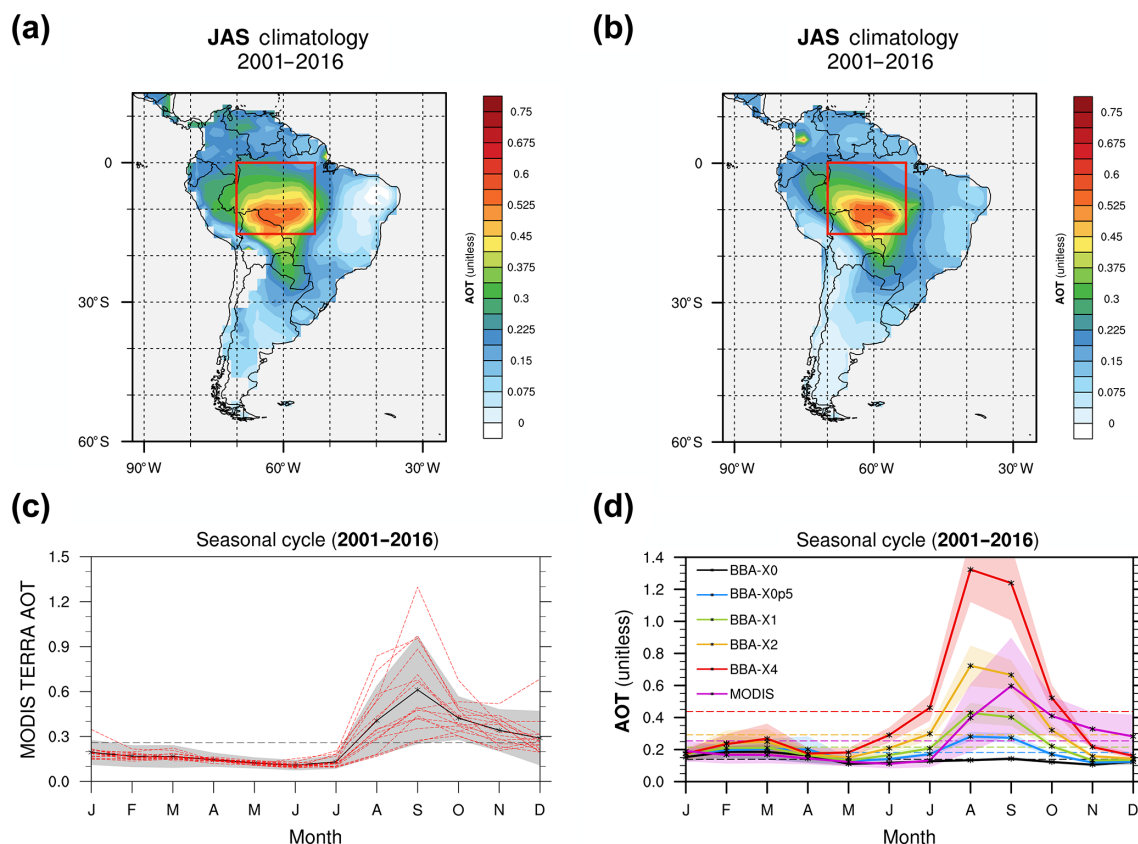 (a)
JAS climatology
2001–2016
0
30°S
60°S
90°W
60°W
30°W
0.75
0.675
0.6
0.525
0.45
0.375
0.3
0.225
0.15
0.075
0
AOT (unitless)
(b)
JAS climatology
2001–2016
0
30°S
60°S
90°W
60°W
30°W
0.75
0.675
0.6
0.525
0.45
0.375
0.3
0.225
0.15
0.075
0
AOT (unitless)
(c)
Seasonal cycle (2001–2016)
MODIS TERRA AOT
1.5
1.2
0.9
0.6
0.3
0.0
J F M A M J J A S O N D
Month
(d)
Seasonal cycle (2001–2016)
AOT (unitless)
1.4
1.2
1.0
0.8
0.6
0.4
0.2
0.0
BBA-X0
BBA-X0p5
BBA-X1
BBA-X2
BBA-X4
MODIS
J F M A M J J A S O N D
Month